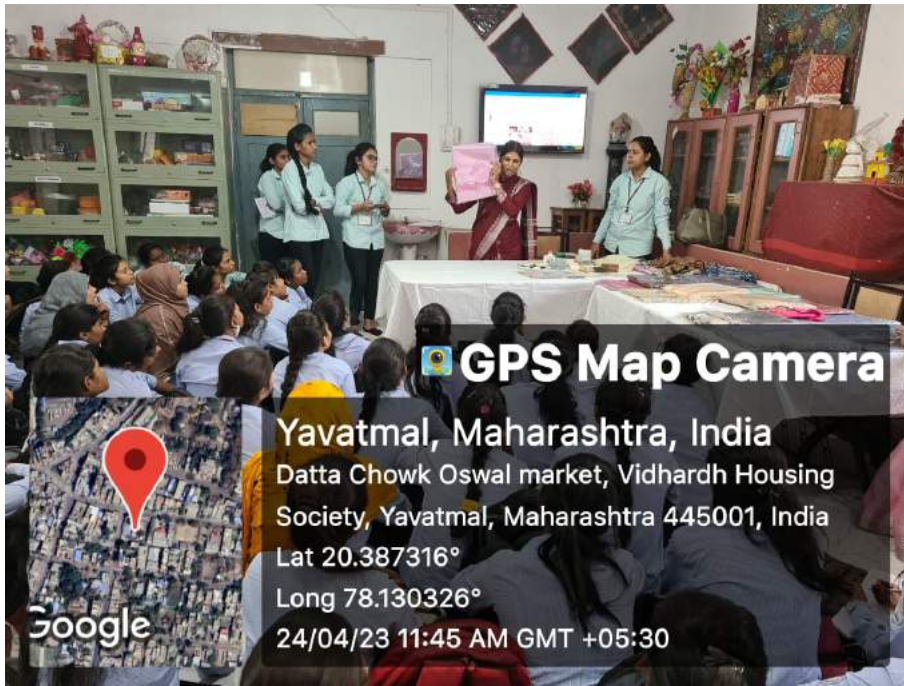 GPS Map Camera
Yavatmal, Maharashtra, India
Datta Chowk Oswal market, Vidhardh Housing
Society, Yavatmal, Maharashtra 445001, India
Lat 20.387316°
Long 78.130326°
24/04/23 11:45 AM GMT +05:30
Google